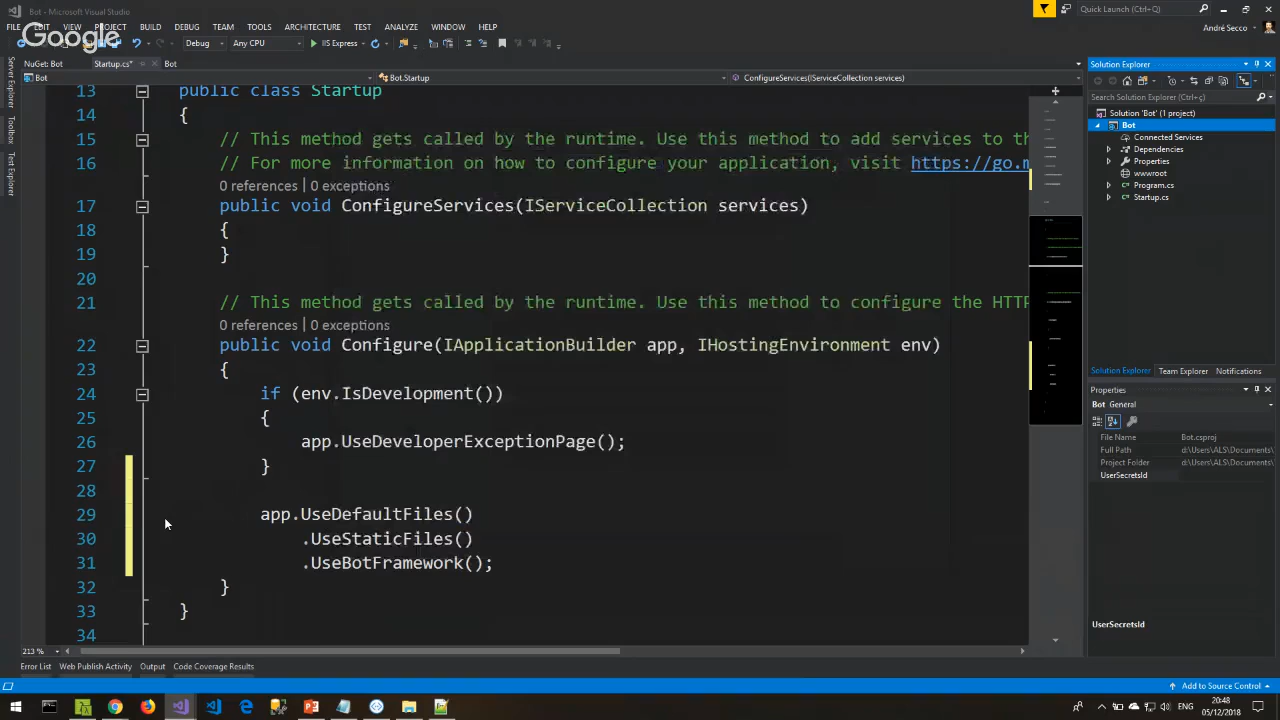 Bot - Microsoft Visual Studio
Quick Launch (Ctrl+Q)
FILE EDIT VIEW PROJECT BUILD DEBUG TEAM TOOLS ARCHITECTURE TEST ANALYZE WINDOW HELP
André Secco
Google
Debug Any CPU IIS Express
NuGet: Bot Startup.cs* Bot
Bot Bot.Startup ConfigureServices(IServiceCollection services)
Server Explorer
Toolbox
Test Explorer
13 public class Startup
14 {
15 // This method gets called by the runtime. Use this method to add services to th
16 // For more information on how to configure your application, visit https://go.m
0 references | 0 exceptions
17 public void ConfigureServices(IServiceCollection services)
18 {
19 }
20
21 // This method gets called by the runtime. Use this method to configure the HTTP
0 references | 0 exceptions
22 public void Configure(IApplicationBuilder app, IHostingEnvironment env)
23 {
24 if (env.IsDevelopment())
25 {
26 app.UseDeveloperExceptionPage();
27 }
28
29 app.UseDefaultFiles()
30 .UseStaticFiles()
31 .UseBotFramework();
32 }
33 }
34
213 %
Solution Explorer
Search Solution Explorer (Ctrl+ç)
Solution 'Bot' (1 project)
Bot
Connected Services
Dependencies
Properties
wwwroot
Program.cs
Startup.cs
Solution Explorer Team Explorer Notifications
Properties
Bot General
File Name Bot.csproj
Full Path d:\Users\ALS\Documents\
Project Folder d:\Users\ALS\Documents\
UserSecretsId
UserSecretsId
Error List Web Publish Activity Output Code Coverage Results
Add to Source Control
ENG
20:48
05/12/2018